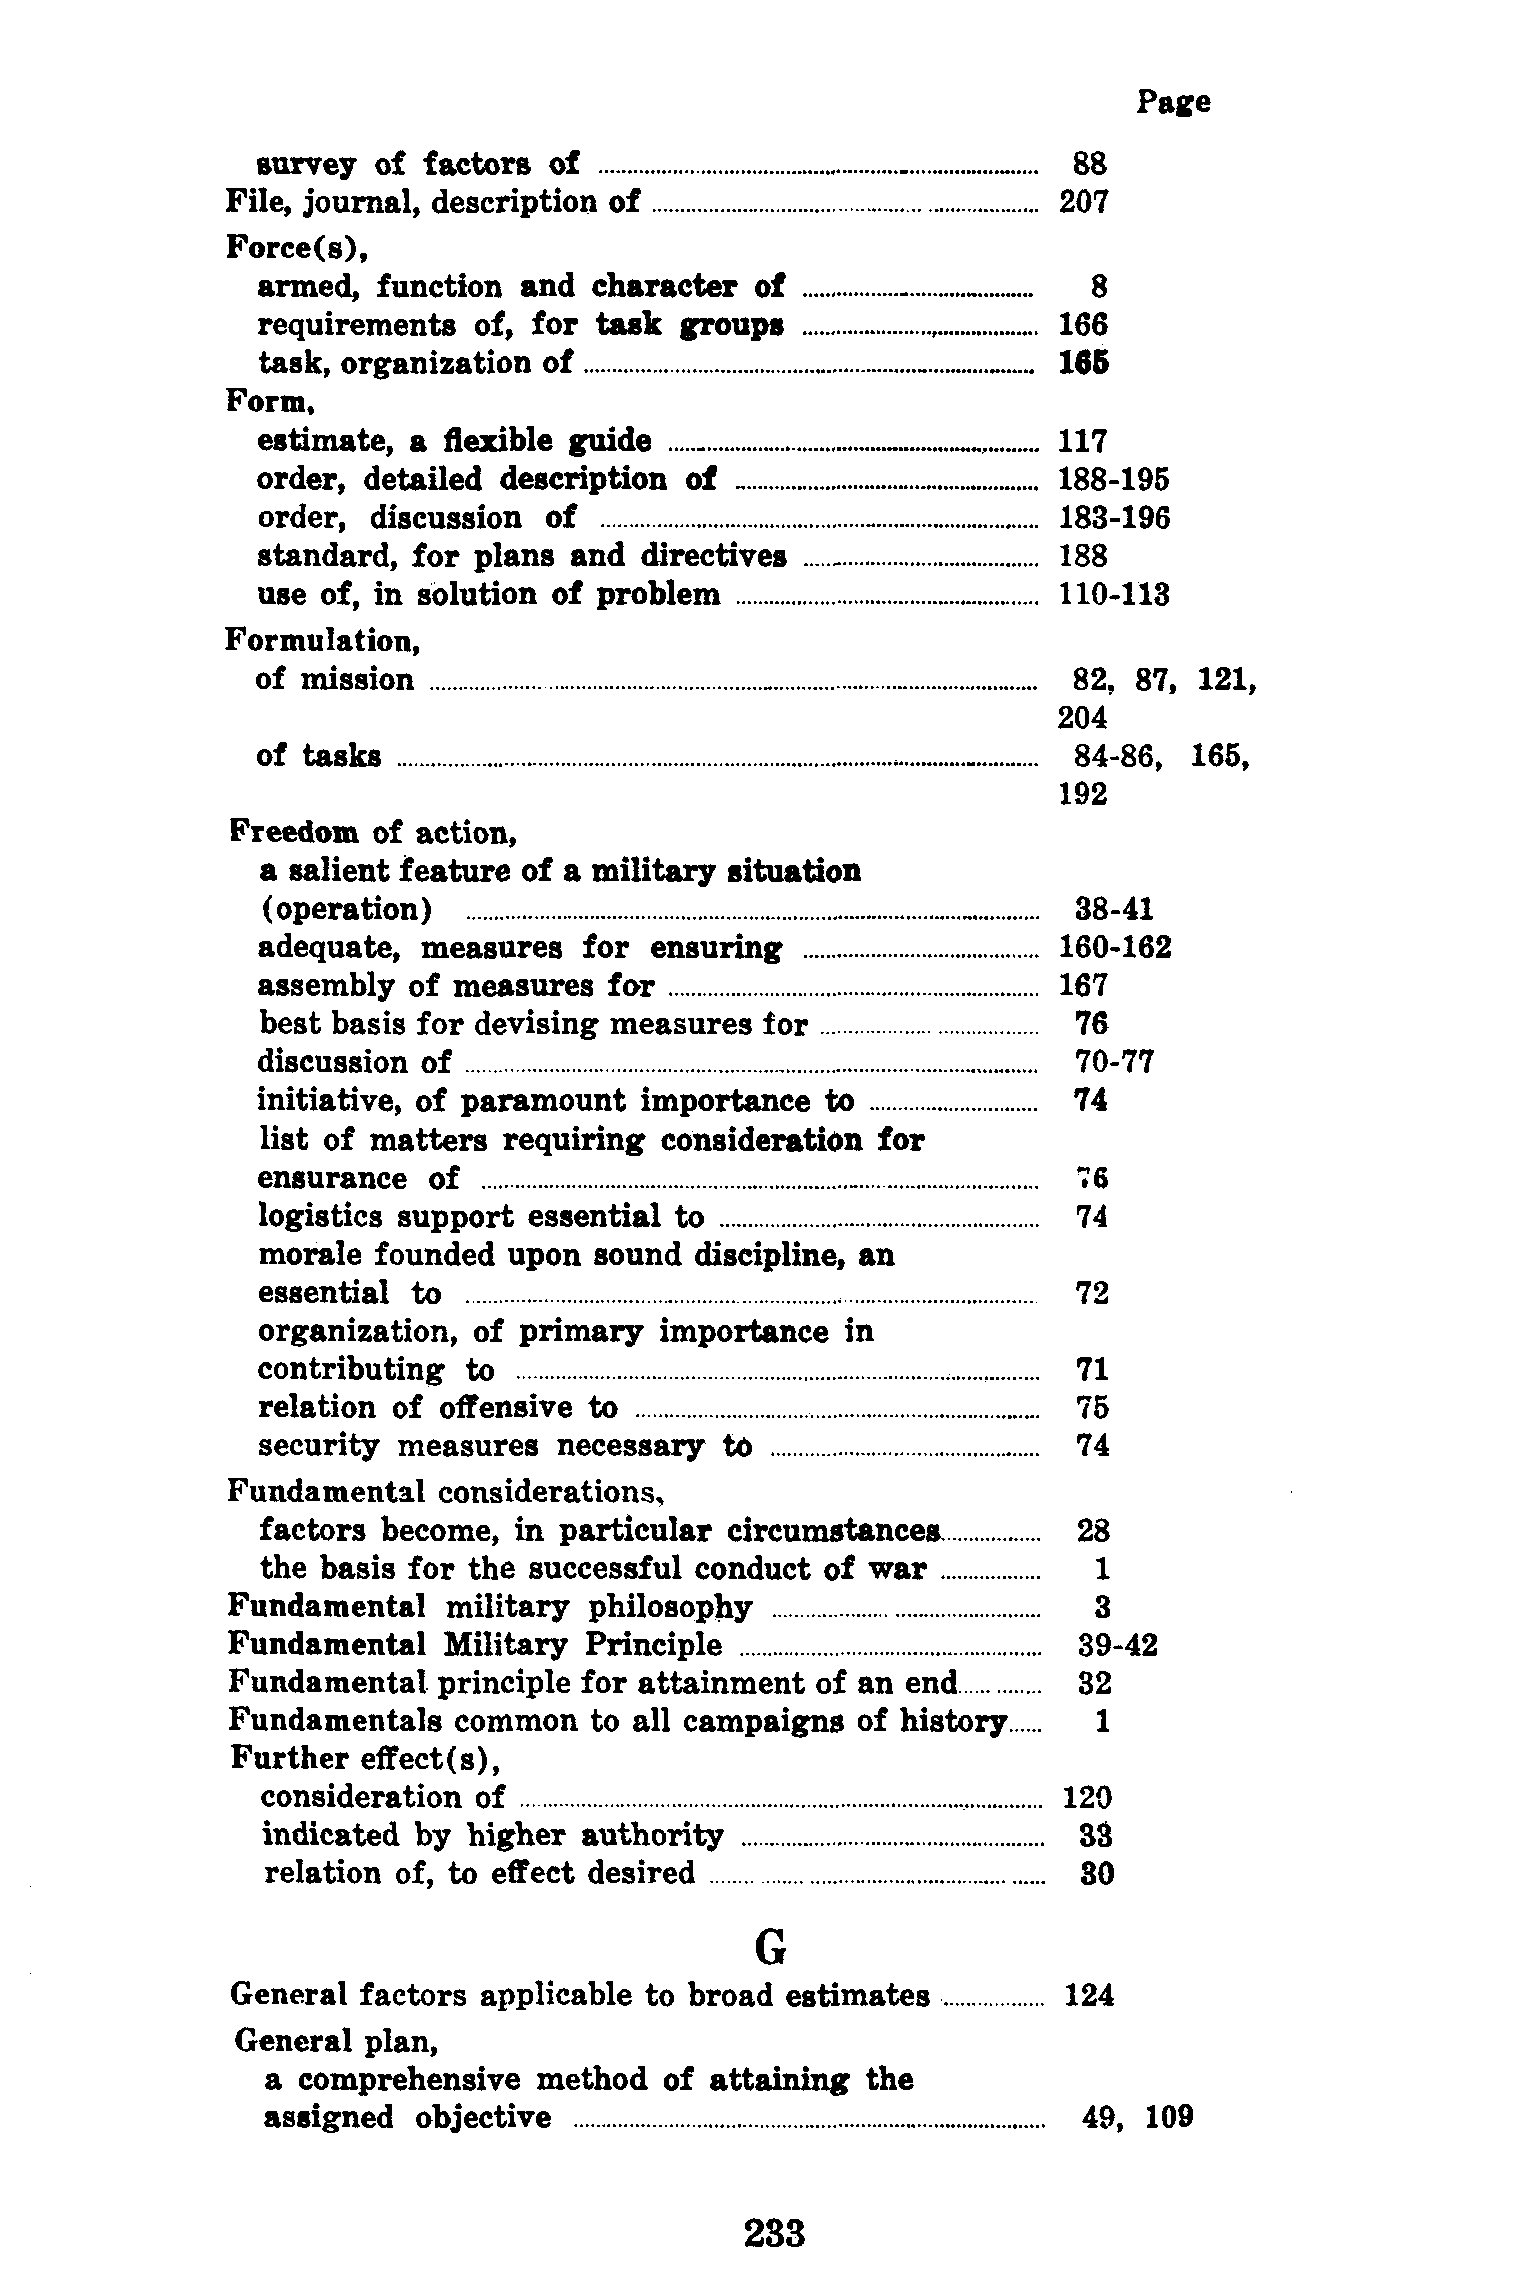 Page
survey of factors of 88
File, journal, description of 207
Force(s),
armed, function and character of 8
requirements of, for task groups 166
task, organization of 165
Form,
estimate, a flexible guide 117
order, detailed description of 188-195
order, discussion of 183-196
standard, for plans and directives 188
use of, in solution of problem 110-113
Formulation,
of mission 82, 87, 121,
204
of tasks 84-86, 165,
192
Freedom of action,
a salient feature of a military situation
(operation) 38-41
adequate, measures for ensuring 160-162
assembly of measures for 167
best basis for devising measures for 76
discussion of 70-77
initiative, of paramount importance to 74
list of matters requiring consideration for
ensurance of 76
logistics support essential to 74
morale founded upon sound discipline, an
essential to 72
organization, of primary importance in
contributing to 71
relation of offensive to 75
security measures necessary to 74
Fundamental considerations,
factors become, in particular circumstances 28
the basis for the successful conduct of war 1
Fundamental military philosophy 3
Fundamental Military Principle 39-42
Fundamental principle for attainment of an end 32
Fundamentals common to all campaigns of history 1
Further effect(s),
consideration of 120
indicated by higher authority 33
relation of, to effect desired 30
G
General factors applicable to broad estimates 124
General plan,
a comprehensive method of attaining the
assigned objective 49, 109
233